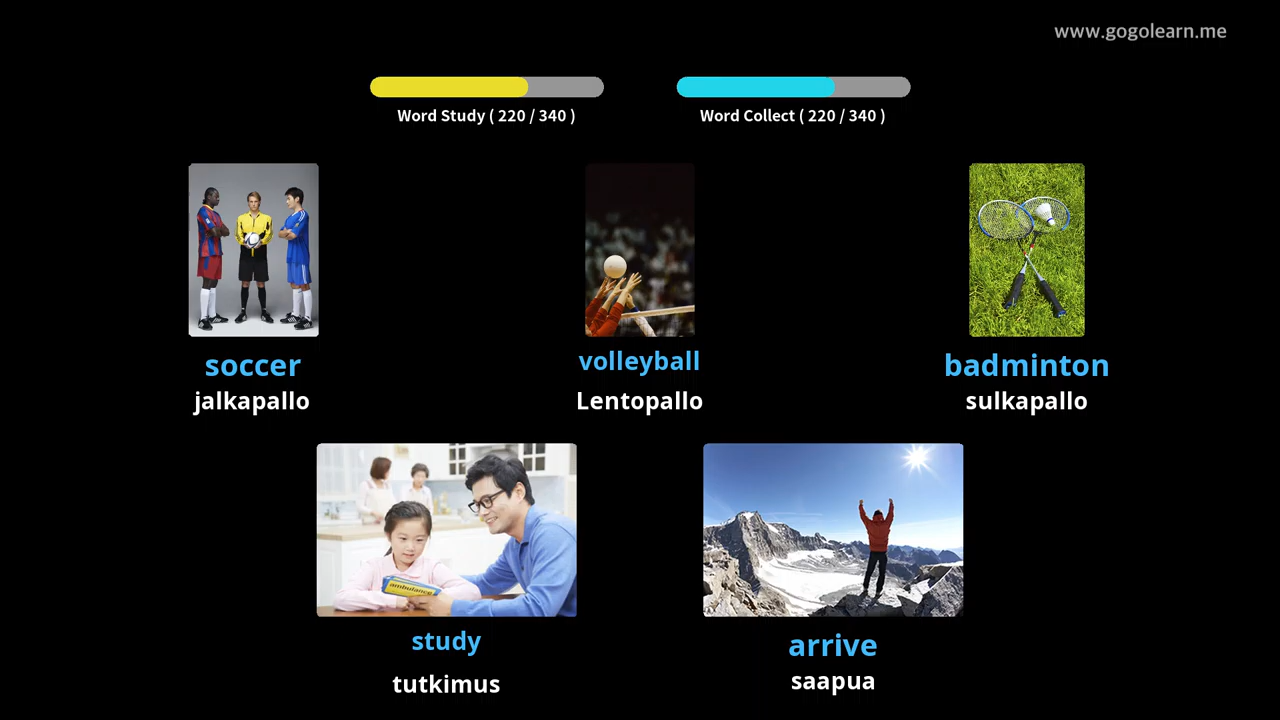 www.gogolearn.me
Word Study ( 220 / 340 )
Word Collect ( 220 / 340 )
soccer
jalkapallo
volleyball
Lentopallo
badminton
sulkapallo
ambulance
study
tutkimus
arrive
saapua